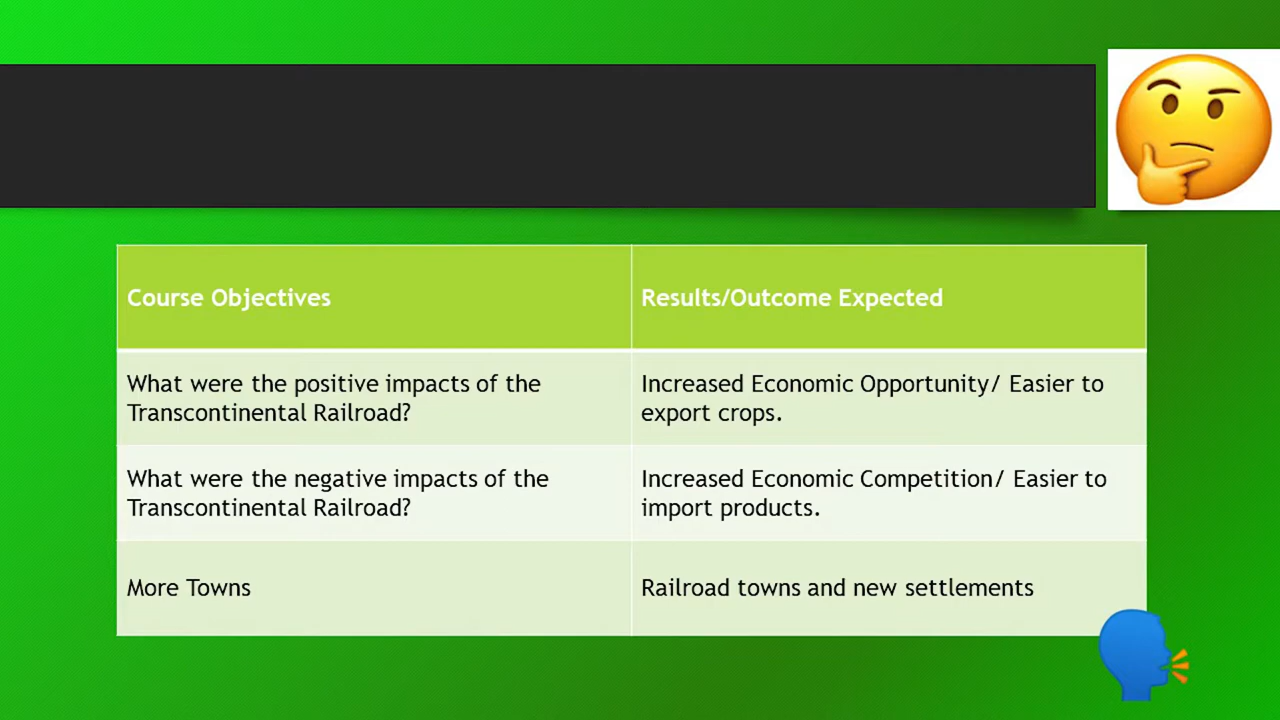 Course Objectives
Results/Outcome Expected
What were the positive impacts of the
Transcontinental Railroad?
Increased Economic Opportunity/ Easier to
export crops.
What were the negative impacts of the
Transcontinental Railroad?
Increased Economic Competition/ Easier to
import products.
More Towns
Railroad towns and new settlements